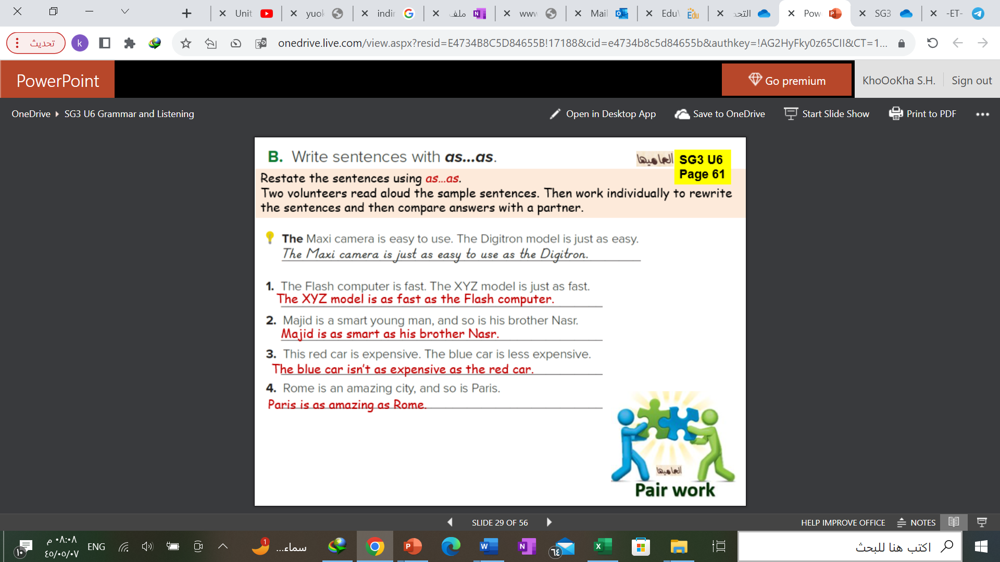 Unit
yuok
indir
ملف
www
Mail
Edu
التحد
Pow
SG3
-ET-
تحديث
k
onedrive.live.com/view.aspx?resid=E4734B8C5D84655B!17188&cid=e4734b8c5d84655b&authkey=!AG2HyFky0z65CII&CT=1...
PowerPoint
Go premium
KhoOoKha S.H.
Sign out
OneDrive
SG3 U6 Grammar and Listening
Open in Desktop App
Save to OneDrive
Start Slide Show
Print to PDF
B. Write sentences with as...as.
SG3 U6
Page 61
Restate the sentences using as...as.
Two volunteers read aloud the sample sentences. Then work individually to rewrite
the sentences and then compare answers with a partner.
The Maxi camera is easy to use. The Digitron model is just as easy.
The Maxi camera is just as easy to use as the Digitron.
1. The Flash computer is fast. The XYZ model is just as fast.
The XYZ model is as fast as the Flash computer.
2. Majid is a smart young man, and so is his brother Nasr.
Majid is as smart as his brother Nasr.
3. This red car is expensive. The blue car is less expensive.
The blue car isn't as expensive as the red car.
4. Rome is an amazing city, and so is Paris.
Paris is as amazing as Rome.
Pair work
SLIDE 29 OF 56
HELP IMPROVE OFFICE
NOTES
١٠
٠٨:٠٨ م
٤٥/٠٥/٠٧
ENG
1
سماء...
٦٤
اكتب هنا للبحث